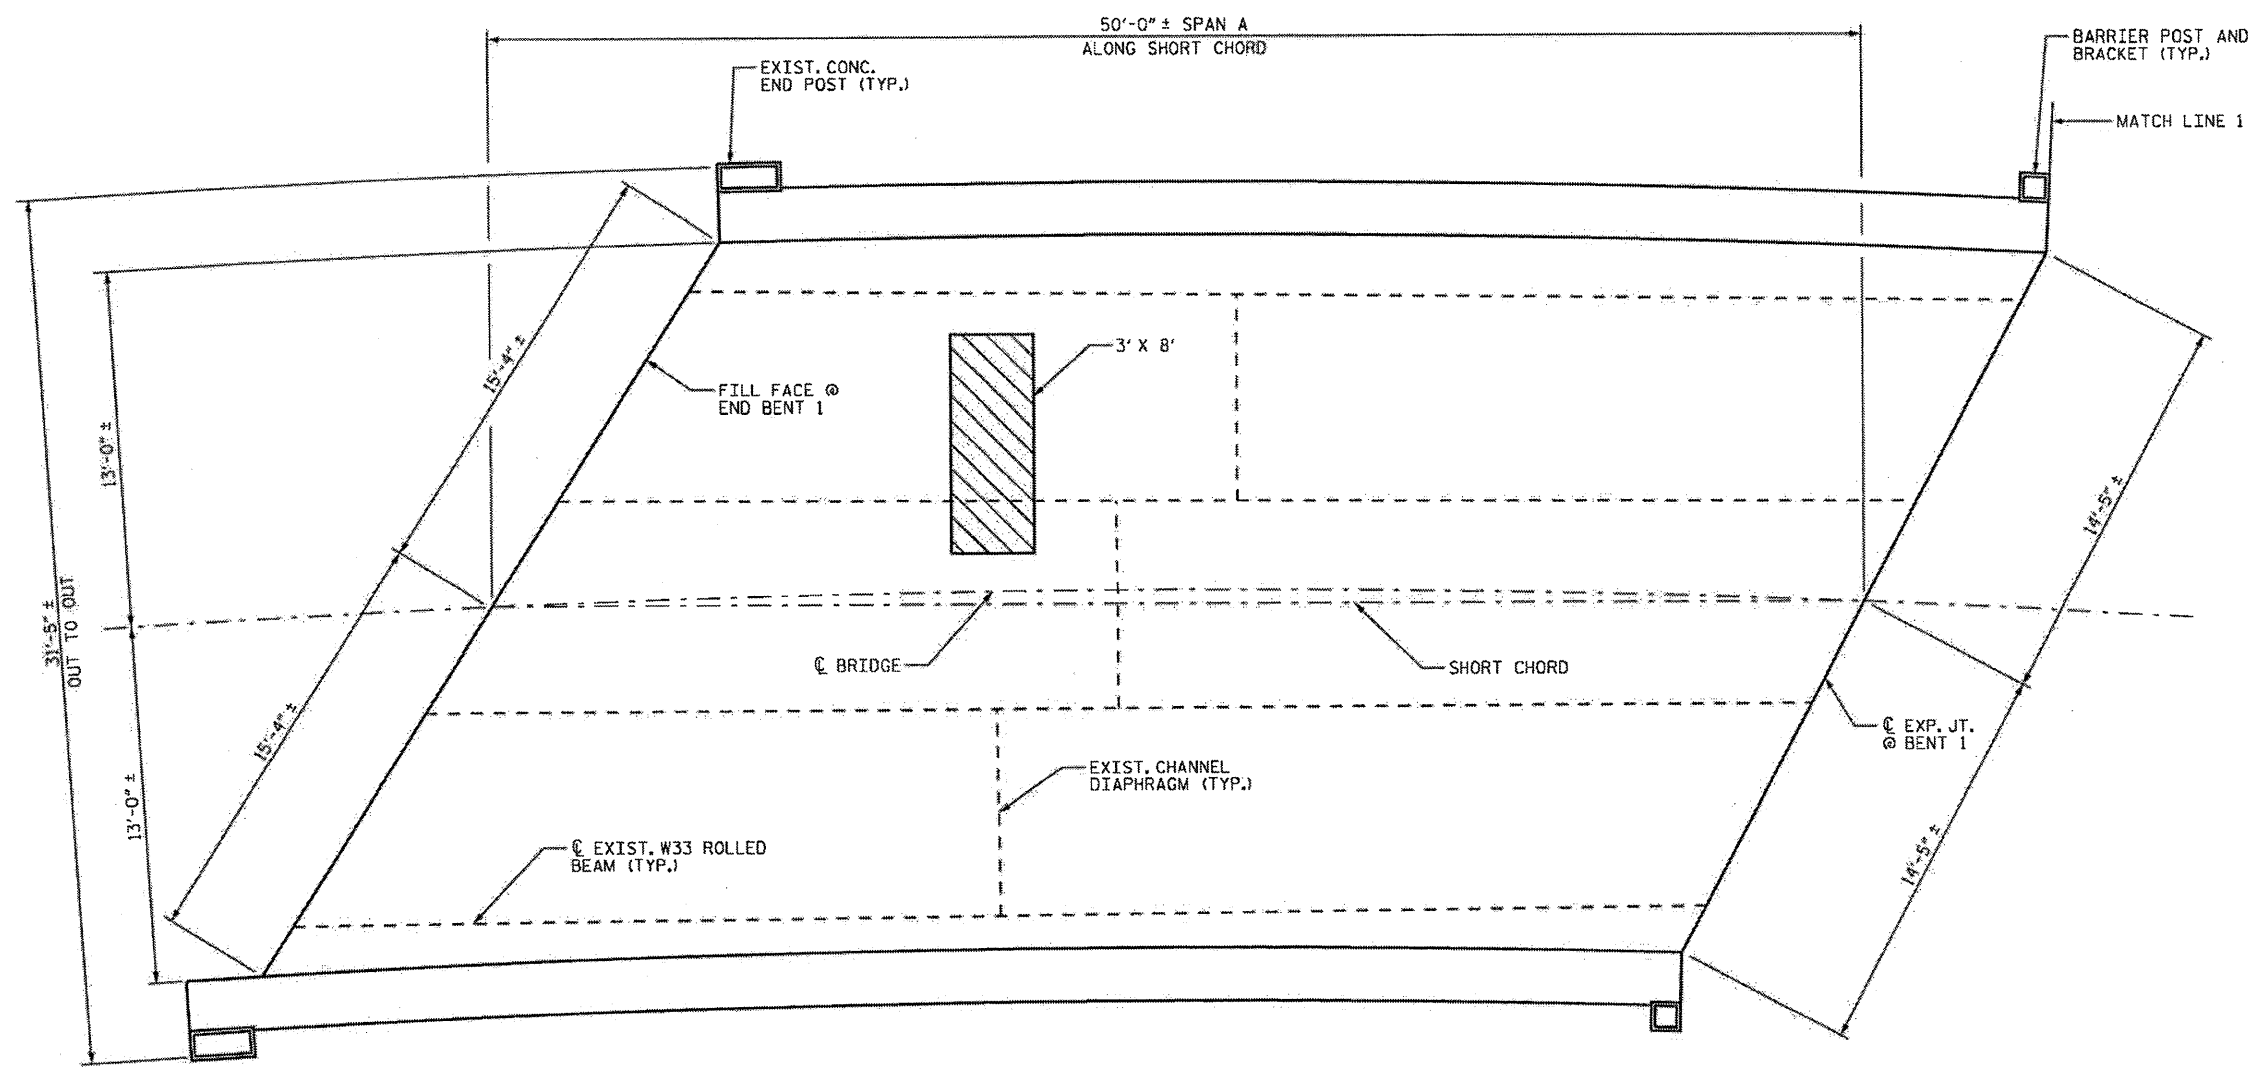 50'-0" ± SPAN A
ALONG SHORT CHORD
BARRIER POST AND
BRACKET (TYP.)
EXIST. CONC.
END POST (TYP.)
MATCH LINE 1
15'-4" ±
3' X 8'
FILL FACE @
END BENT 1
13'-0" ±
14'-5" ±
31'-5" ±
OUT TO OUT
℄ BRIDGE
SHORT CHORD
15'-4" ±
℄ EXP. JT.
@ BENT 1
13'-0" ±
EXIST. CHANNEL
DIAPHRAGM (TYP.)
℄ EXIST. W33 ROLLED
BEAM (TYP.)
14'-5" ±